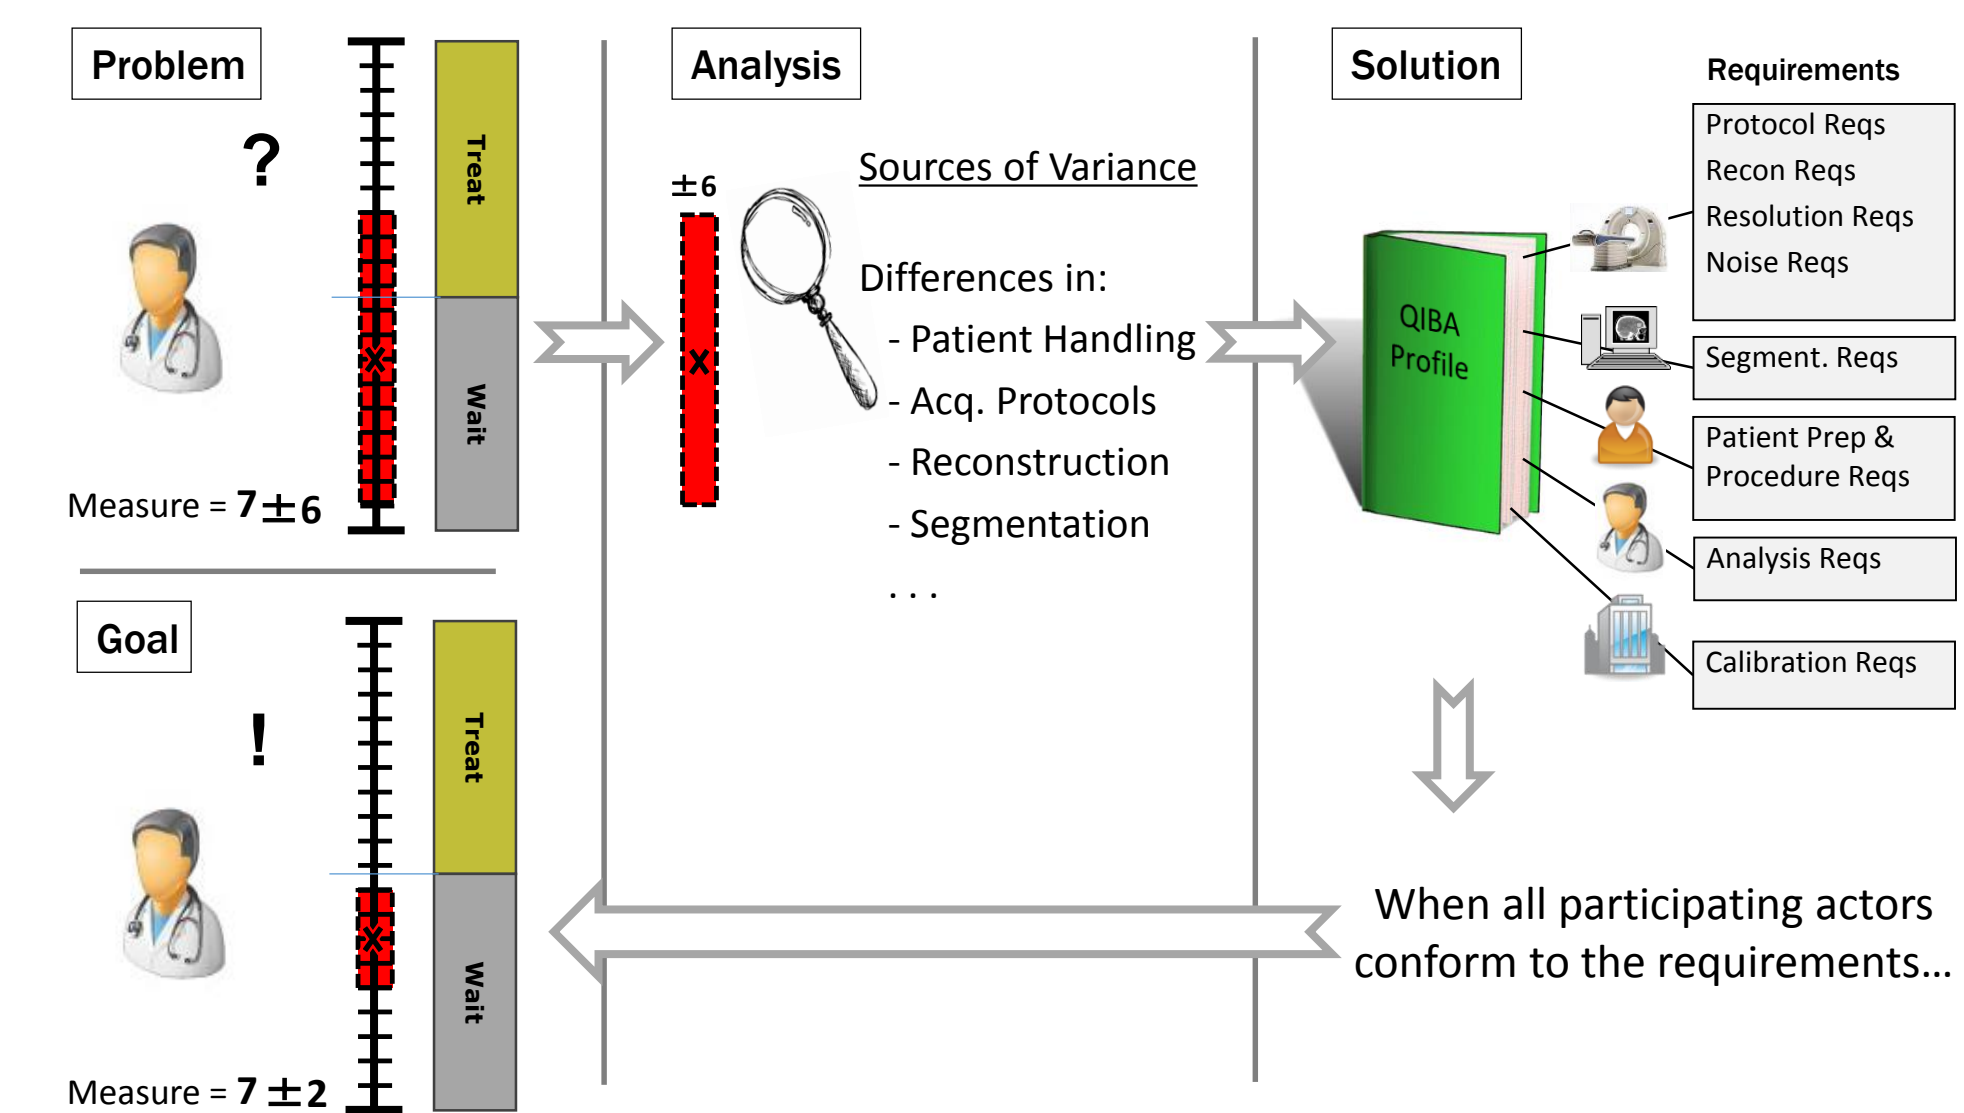 Problem
?
Treat
Wait
Measure = 7±6
Goal
!
Treat
Wait
Measure = 7 ±2
Analysis
±6
Sources of Variance
Differences in:
- Patient Handling
- Acq. Protocols
- Reconstruction
- Segmentation
. . .
Solution
QIBA
Profile
Requirements
Protocol Reqs
Recon Reqs
Resolution Reqs
Noise Reqs
Segment. Reqs
Patient Prep &
Procedure Reqs
Analysis Reqs
Calibration Reqs
When all participating actors
conform to the requirements…